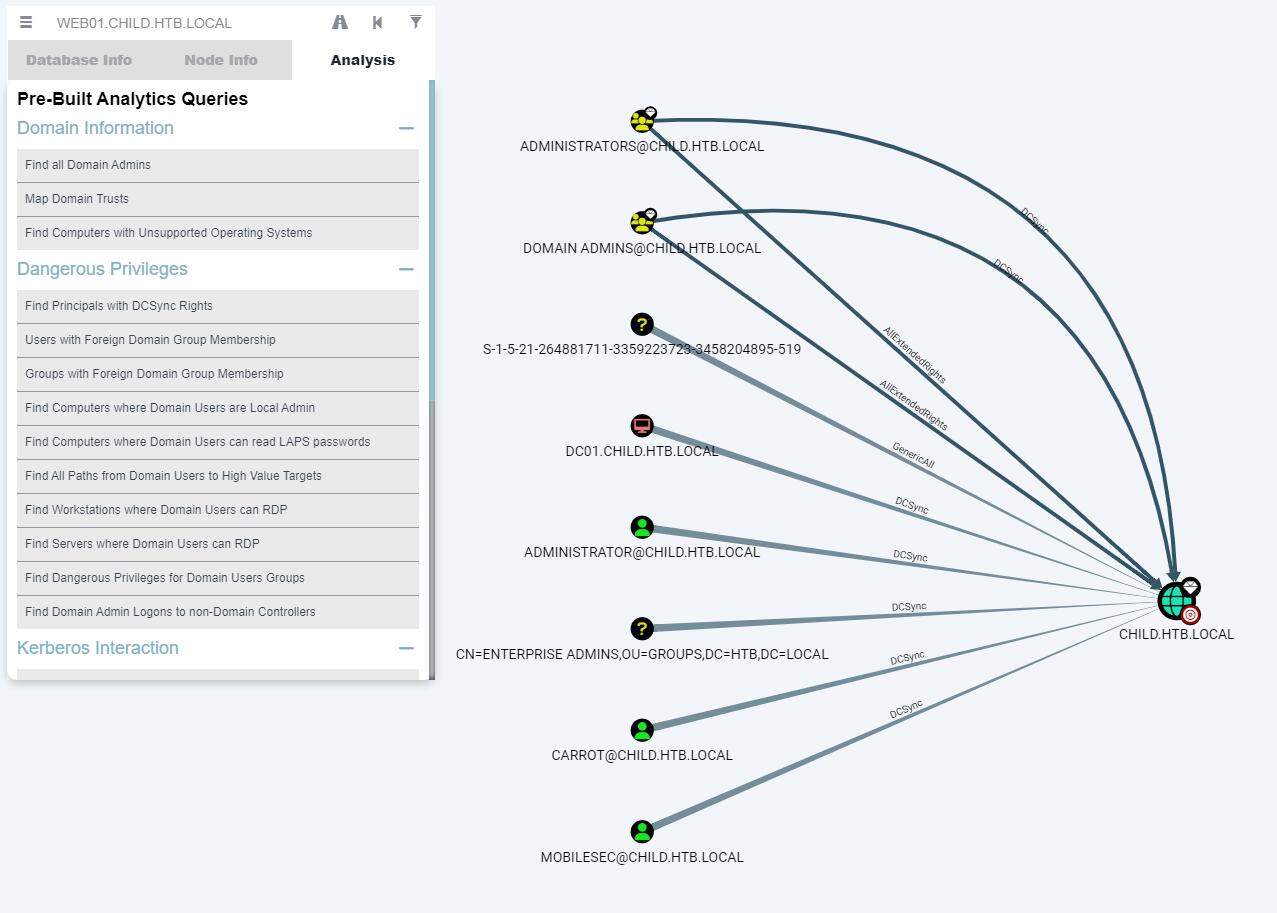 WEB01.CHILD.HTB.LOCAL
Database Info
Node Info
Analysis
Pre-Built Analytics Queries
Domain Information
Find all Domain Admins
Map Domain Trusts
Find Computers with Unsupported Operating Systems
Dangerous Privileges
Find Principals with DCSync Rights
Users with Foreign Domain Group Membership
Groups with Foreign Domain Group Membership
Find Computers where Domain Users are Local Admin
Find Computers where Domain Users can read LAPS passwords
Find All Paths from Domain Users to High Value Targets
Find Workstations where Domain Users can RDP
Find Servers where Domain Users can RDP
Find Dangerous Privileges for Domain Users Groups
Find Domain Admin Logons to non-Domain Controllers
Kerberos Interaction
ADMINISTRATORS@CHILD.HTB.LOCAL
DOMAIN ADMINS@CHILD.HTB.LOCAL
?
S-1-5-21-264881711-3359223723-3458204895-519
DC01.CHILD.HTB.LOCAL
ADMINISTRATOR@CHILD.HTB.LOCAL
?
CN=ENTERPRISE ADMINS,OU=GROUPS,DC=HTB,DC=LOCAL
CARROT@CHILD.HTB.LOCAL
MOBILESEC@CHILD.HTB.LOCAL
DCSync
DCSync
AllExtendedRights
AllExtendedRights
GenericAll
DCSync
DCSync
DCSync
DCSync
DCSync
CHILD.HTB.LOCAL